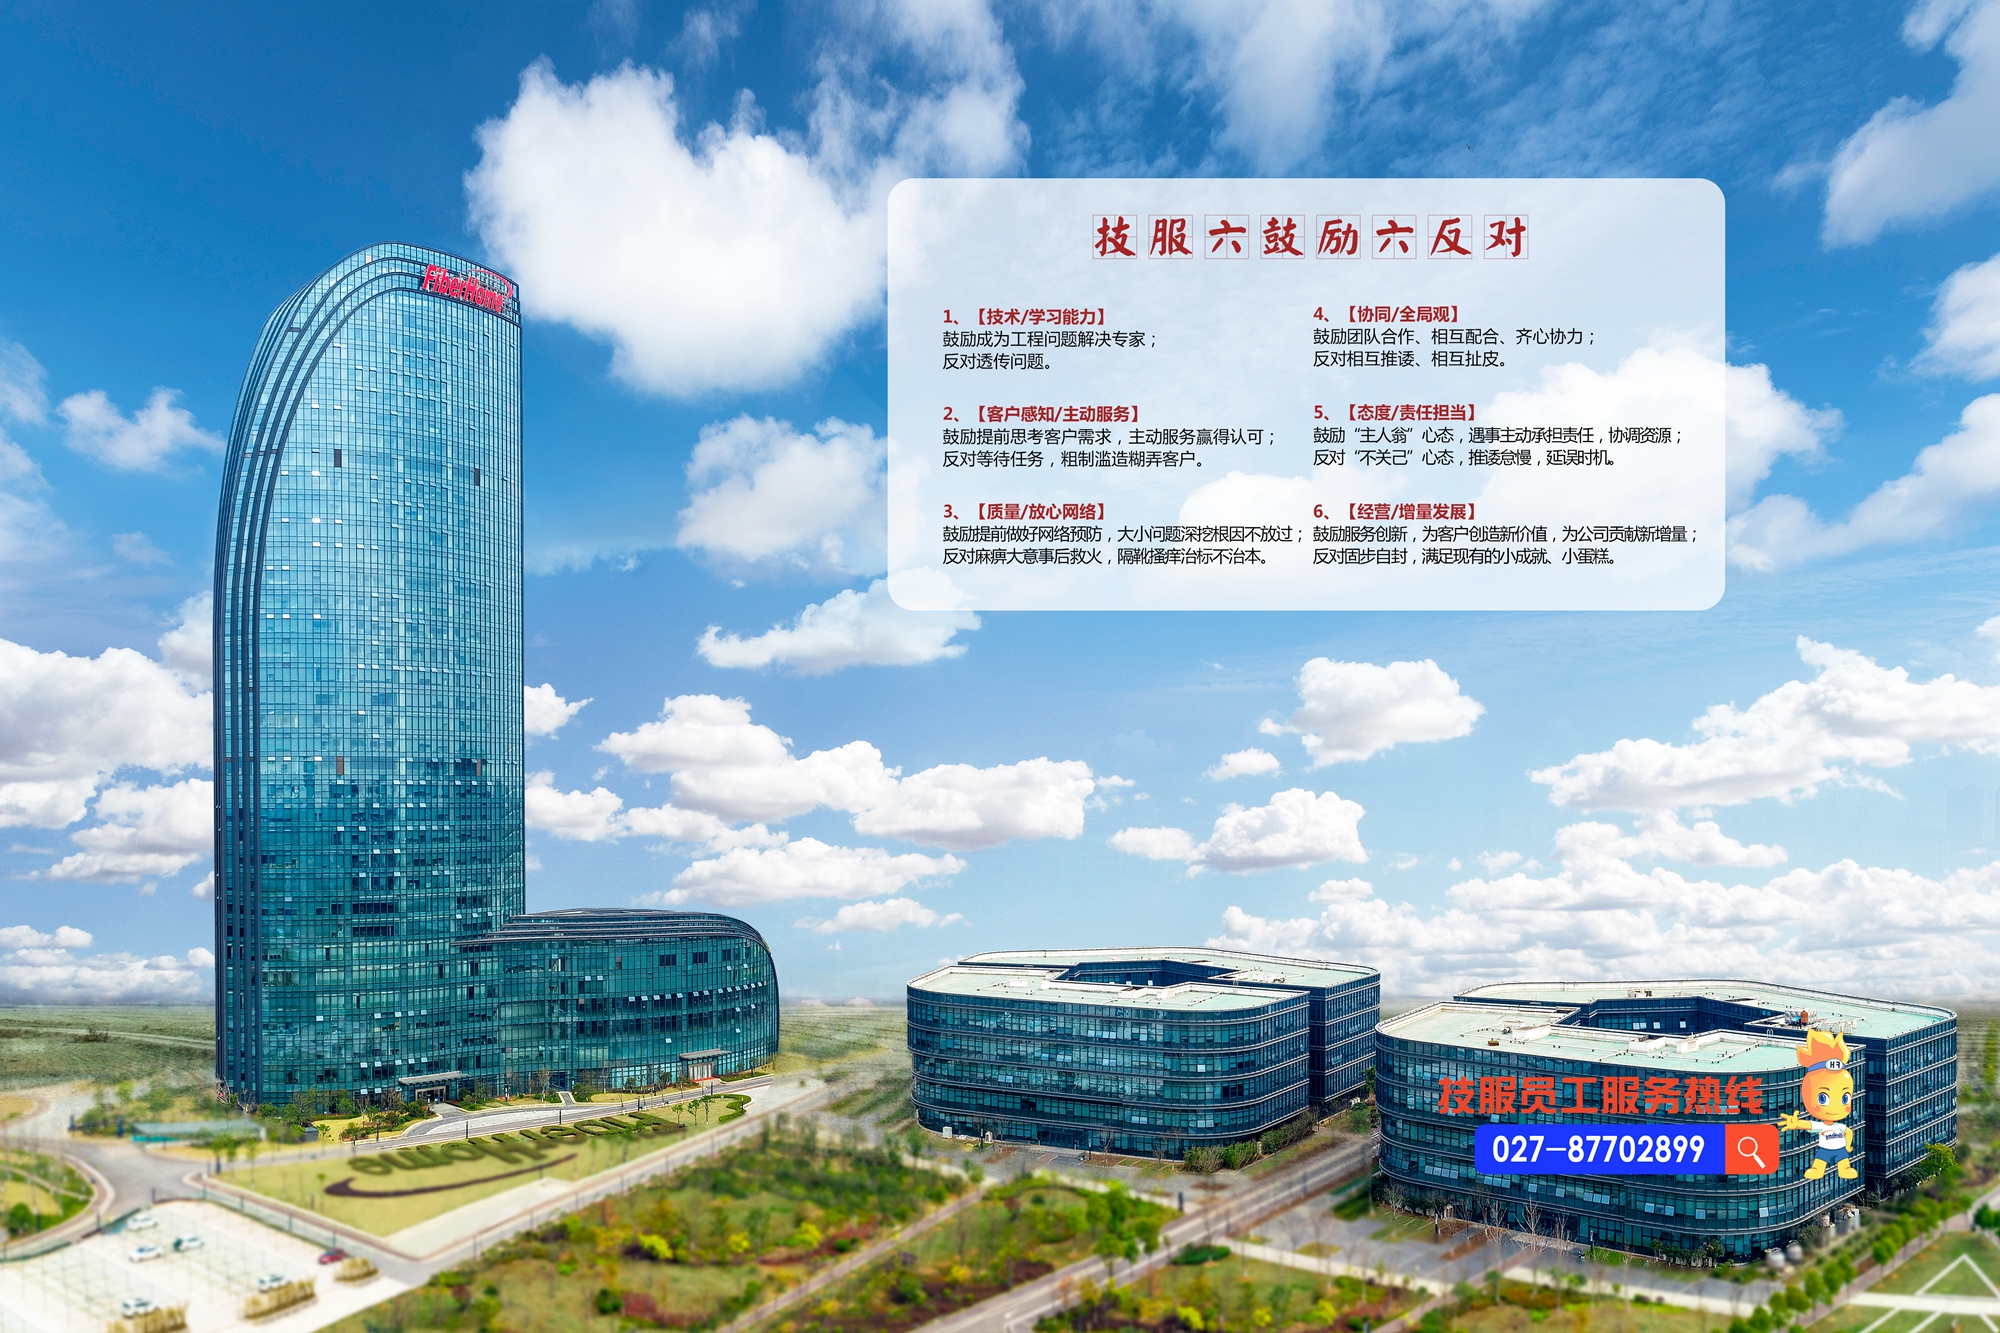 FiberHome
技服六鼓励六反对
1、【技术/学习能力】
鼓励成为工程问题解决专家；
反对透传问题。
2、【客户感知/主动服务】
鼓励提前思考客户需求，主动服务赢得认可；
反对等待任务，粗制滥造糊弄客户。
3、【质量/放心网络】
鼓励提前做好网络预防，大小问题深挖根因不放过；
反对麻痹大意事后救火，隔靴搔痒治标不治本。
4、【协同/全局观】
鼓励团队合作、相互配合、齐心协力；
反对相互推诿、相互扯皮。
5、【态度/责任担当】
鼓励“主人翁”心态，遇事主动承担责任，协调资源；
反对“不关己”心态，推诿怠慢，延误时机。
6、【经营/增量发展】
鼓励服务创新，为客户创造新价值，为公司贡献新增量；
反对固步自封，满足现有的小成就、小蛋糕。
技服员工服务热线
027-87702899
FiberHome